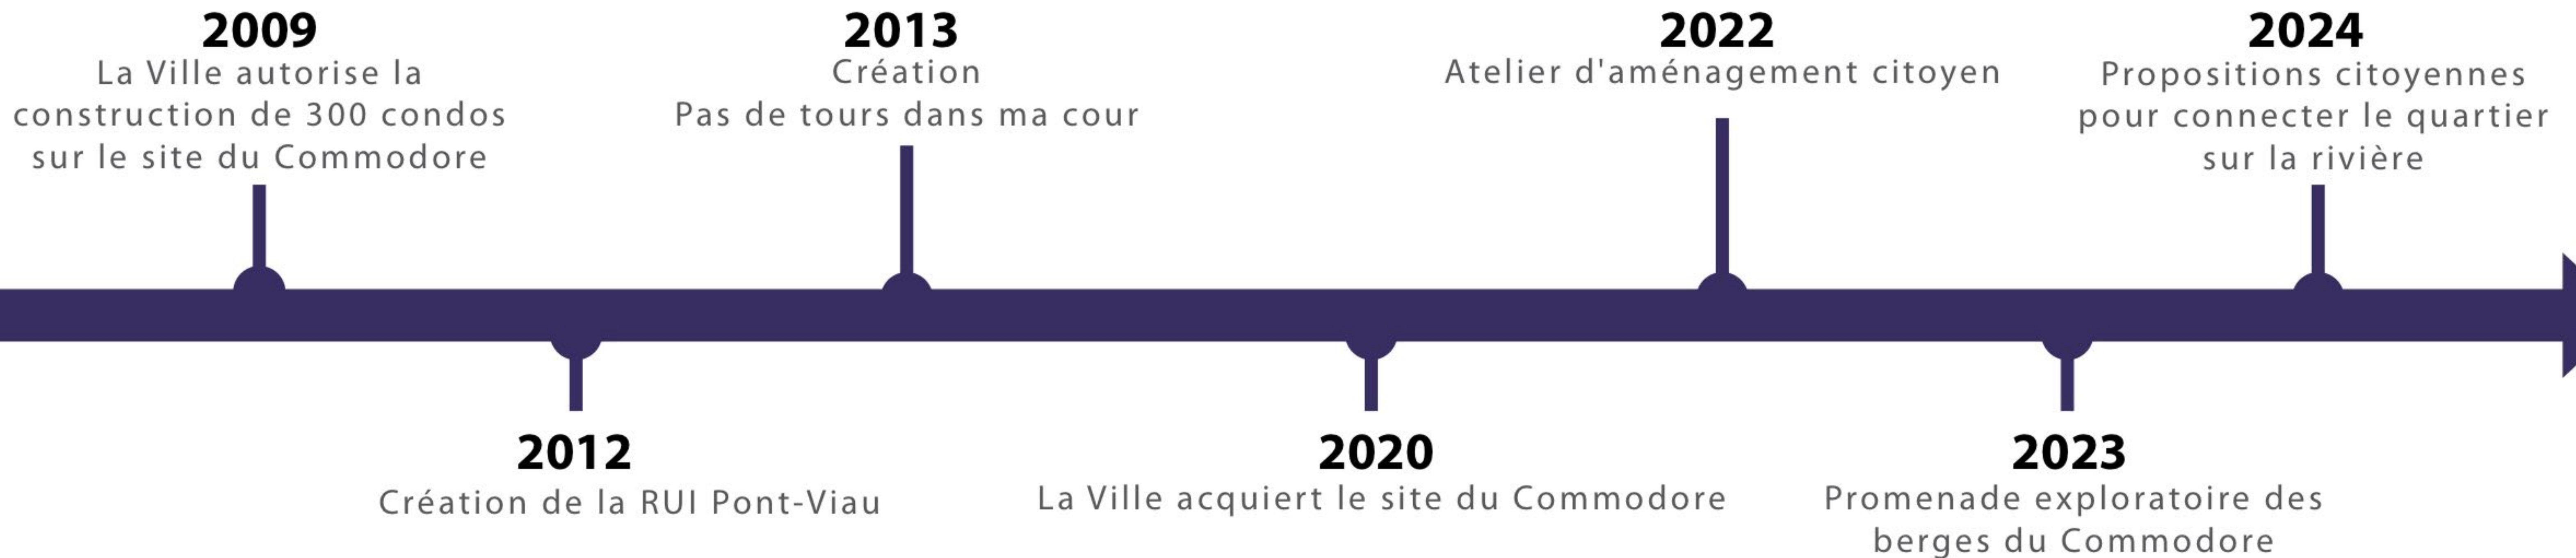 2009
La Ville autorise la
construction de 300 condos
sur le site du Commodore
2013
Création
Pas de tours dans ma cour
2022
Atelier d'aménagement citoyen
2024
Propositions citoyennes
pour connecter le quartier
sur la rivière
2012
Création de la RUI Pont-Viau
2020
La Ville acquiert le site du Commodore
2023
Promenade exploratoire des
berges du Commodore